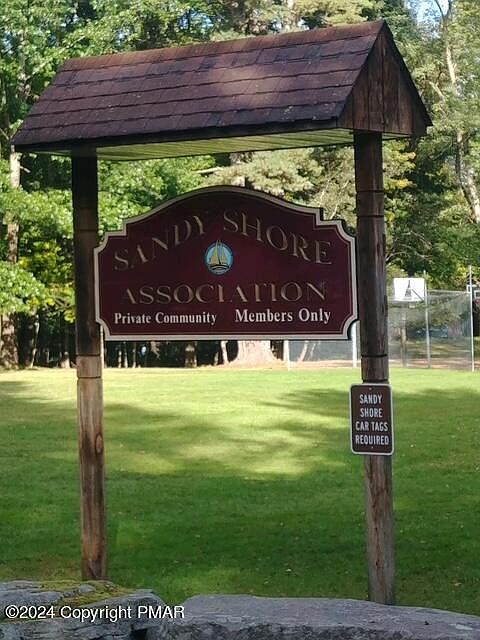 SANDY SHORE
ASSOCIATION
Private Community Members Only
SANDY
SHORE
CAR TAGS
REQUIRED
©2024 Copyright PMAR